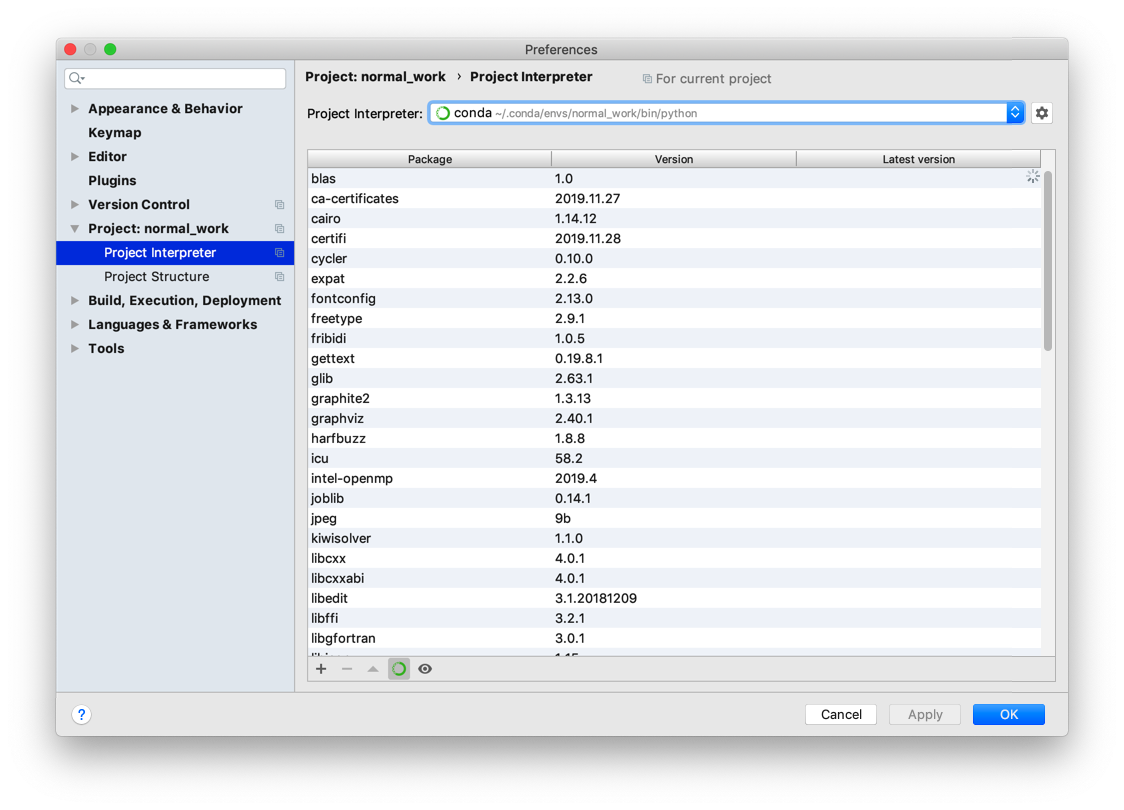 Preferences
Appearance & Behavior
Keymap
Editor
Plugins
Version Control
Project: normal_work
Project Interpreter
Project Structure
Build, Execution, Deployment
Languages & Frameworks
Tools
Project: normal_work › Project Interpreter For current project
Project Interpreter: conda ~/.conda/envs/normal_work/bin/python
Package Version Latest version
blas 1.0
ca-certificates 2019.11.27
cairo 1.14.12
certifi 2019.11.28
cycler 0.10.0
expat 2.2.6
fontconfig 2.13.0
freetype 2.9.1
fribidi 1.0.5
gettext 0.19.8.1
glib 2.63.1
graphite2 1.3.13
graphviz 2.40.1
harfbuzz 1.8.8
icu 58.2
intel-openmp 2019.4
joblib 0.14.1
jpeg 9b
kiwisolver 1.1.0
libcxx 4.0.1
libcxxabi 4.0.1
libedit 3.1.20181209
libffi 3.2.1
libgfortran 3.0.1
? Cancel Apply OK